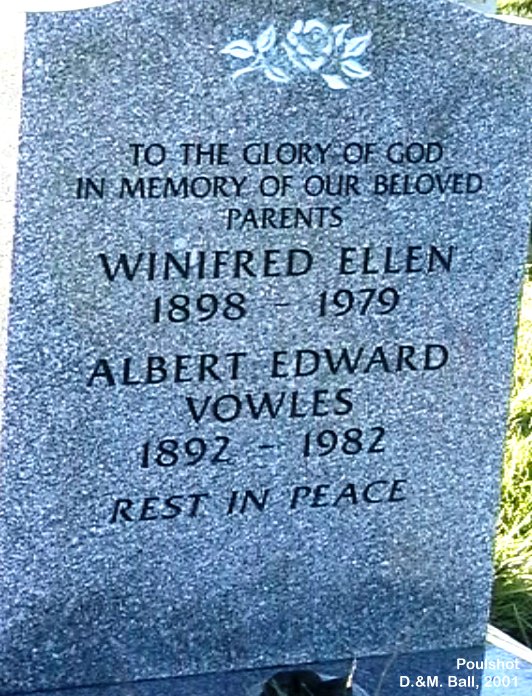 TO THE GLORY OF GOD
IN MEMORY OF OUR BELOVED
PARENTS
WINIFRED ELLEN
1898 - 1979
ALBERT EDWARD
VOWLES
1892 - 1982
REST IN PEACE
Poulshot
D.&M. Ball, 2001